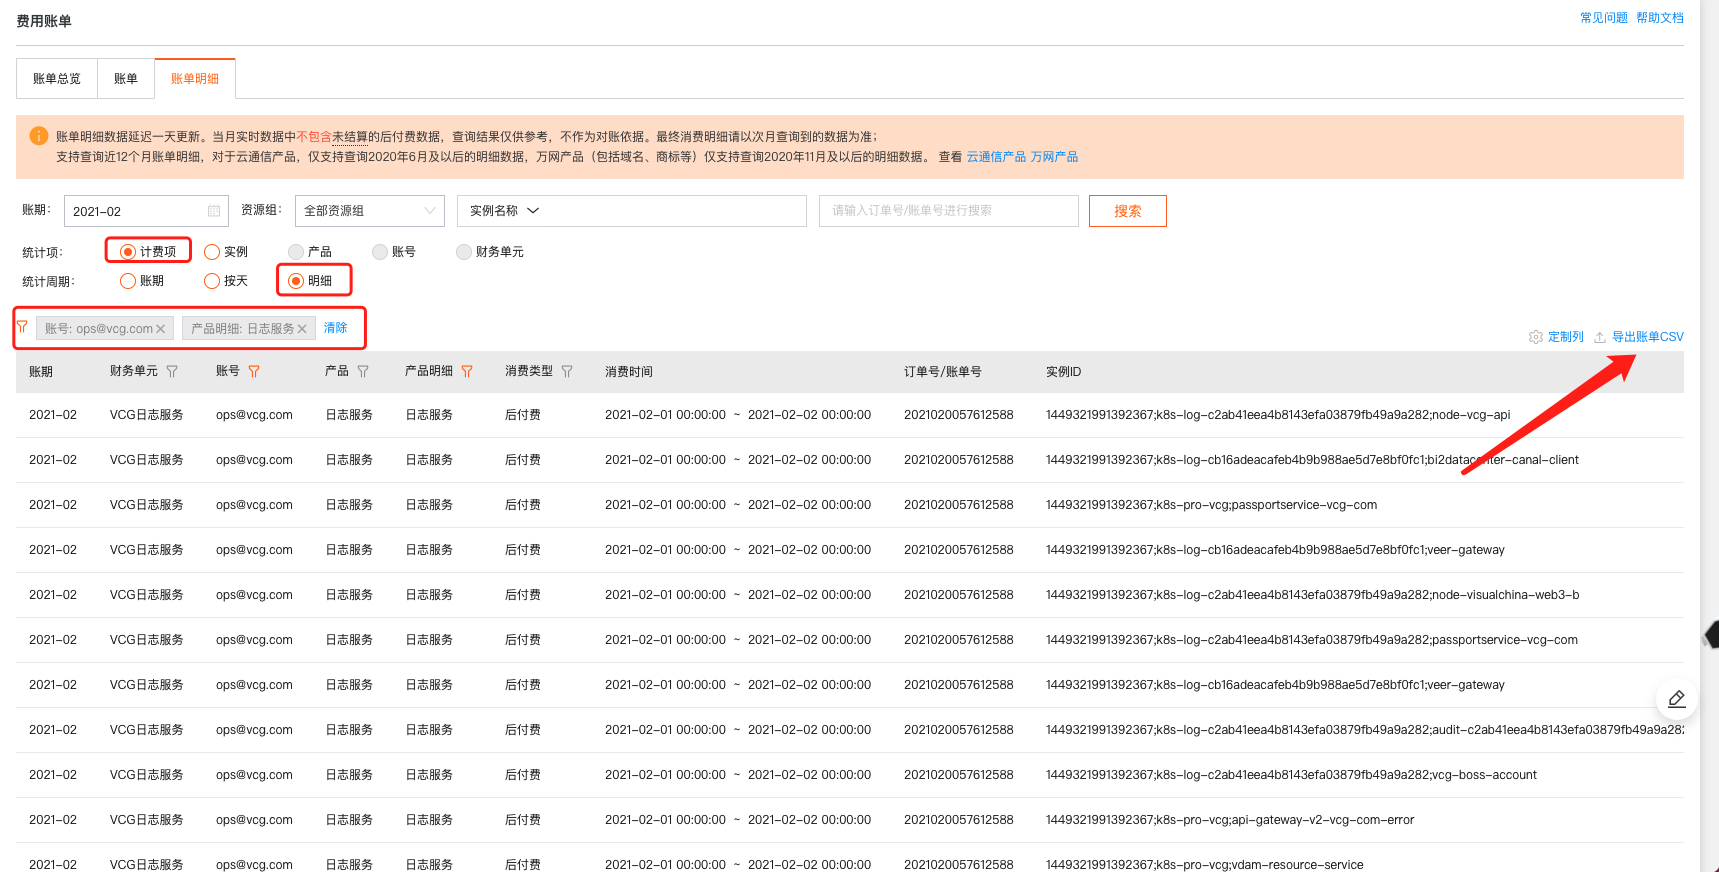 费用账单
常见问题 帮助文档
账单总览 账单 账单明细
账单明细数据延迟一天更新。当月实时数据中不包含未结算的后付费数据，查询结果仅供参考，不作为对账依据。最终消费明细请以次月查询到的数据为准；
支持查询近12个月账单明细，对于云通信产品，仅支持查询2020年6月及以后的明细数据，万网产品（包括域名、商标等）仅支持查询2020年11月及以后的明细数据。 查看 云通信产品 万网产品
账期： 2021-02 资源组： 全部资源组 实例名称 请输入订单号/账单号进行搜索 搜索
统计项： 计费项 实例 产品 账号 财务单元
统计周期： 账期 按天 明细
账号: ops@vcg.com 产品明细: 日志服务 清除
定制列 导出账单CSV
账期 财务单元 账号 产品 产品明细 消费类型 消费时间 订单号/账单号 实例ID
2021-02 VCG日志服务 ops@vcg.com 日志服务 日志服务 后付费 2021-02-01 00:00:00 ~ 2021-02-02 00:00:00 2021020057612588 1449321991392367;k8s-log-c2ab41eea4b8143efa03879fb49a9a282;node-vcg-api
2021-02 VCG日志服务 ops@vcg.com 日志服务 日志服务 后付费 2021-02-01 00:00:00 ~ 2021-02-02 00:00:00 2021020057612588 1449321991392367;k8s-log-cb16adeacafeb4b9b988ae5d7e8bf0fc1;bi2datacenter-canal-client
2021-02 VCG日志服务 ops@vcg.com 日志服务 日志服务 后付费 2021-02-01 00:00:00 ~ 2021-02-02 00:00:00 2021020057612588 1449321991392367;k8s-pro-vcg;passportservice-vcg-com
2021-02 VCG日志服务 ops@vcg.com 日志服务 日志服务 后付费 2021-02-01 00:00:00 ~ 2021-02-02 00:00:00 2021020057612588 1449321991392367;k8s-log-cb16adeacafeb4b9b988ae5d7e8bf0fc1;veer-gateway
2021-02 VCG日志服务 ops@vcg.com 日志服务 日志服务 后付费 2021-02-01 00:00:00 ~ 2021-02-02 00:00:00 2021020057612588 1449321991392367;k8s-log-c2ab41eea4b8143efa03879fb49a9a282;node-visualchina-web3-b
2021-02 VCG日志服务 ops@vcg.com 日志服务 日志服务 后付费 2021-02-01 00:00:00 ~ 2021-02-02 00:00:00 2021020057612588 1449321991392367;k8s-log-c2ab41eea4b8143efa03879fb49a9a282;passportservice-vcg-com
2021-02 VCG日志服务 ops@vcg.com 日志服务 日志服务 后付费 2021-02-01 00:00:00 ~ 2021-02-02 00:00:00 2021020057612588 1449321991392367;k8s-log-cb16adeacafeb4b9b988ae5d7e8bf0fc1;veer-gateway
2021-02 VCG日志服务 ops@vcg.com 日志服务 日志服务 后付费 2021-02-01 00:00:00 ~ 2021-02-02 00:00:00 2021020057612588 1449321991392367;k8s-log-c2ab41eea4b8143efa03879fb49a9a282;audit-c2ab41eea4b8143efa03879fb49a9a282
2021-02 VCG日志服务 ops@vcg.com 日志服务 日志服务 后付费 2021-02-01 00:00:00 ~ 2021-02-02 00:00:00 2021020057612588 1449321991392367;k8s-log-c2ab41eea4b8143efa03879fb49a9a282;vcg-boss-account
2021-02 VCG日志服务 ops@vcg.com 日志服务 日志服务 后付费 2021-02-01 00:00:00 ~ 2021-02-02 00:00:00 2021020057612588 1449321991392367;k8s-pro-vcg;api-gateway-v2-vcg-com-error
2021-02 VCG日志服务 ops@vcg.com 日志服务 日志服务 后付费 2021-02-01 00:00:00 ~ 2021-02-02 00:00:00 2021020057612588 1449321991392367;k8s-pro-vcg;vdam-resource-service